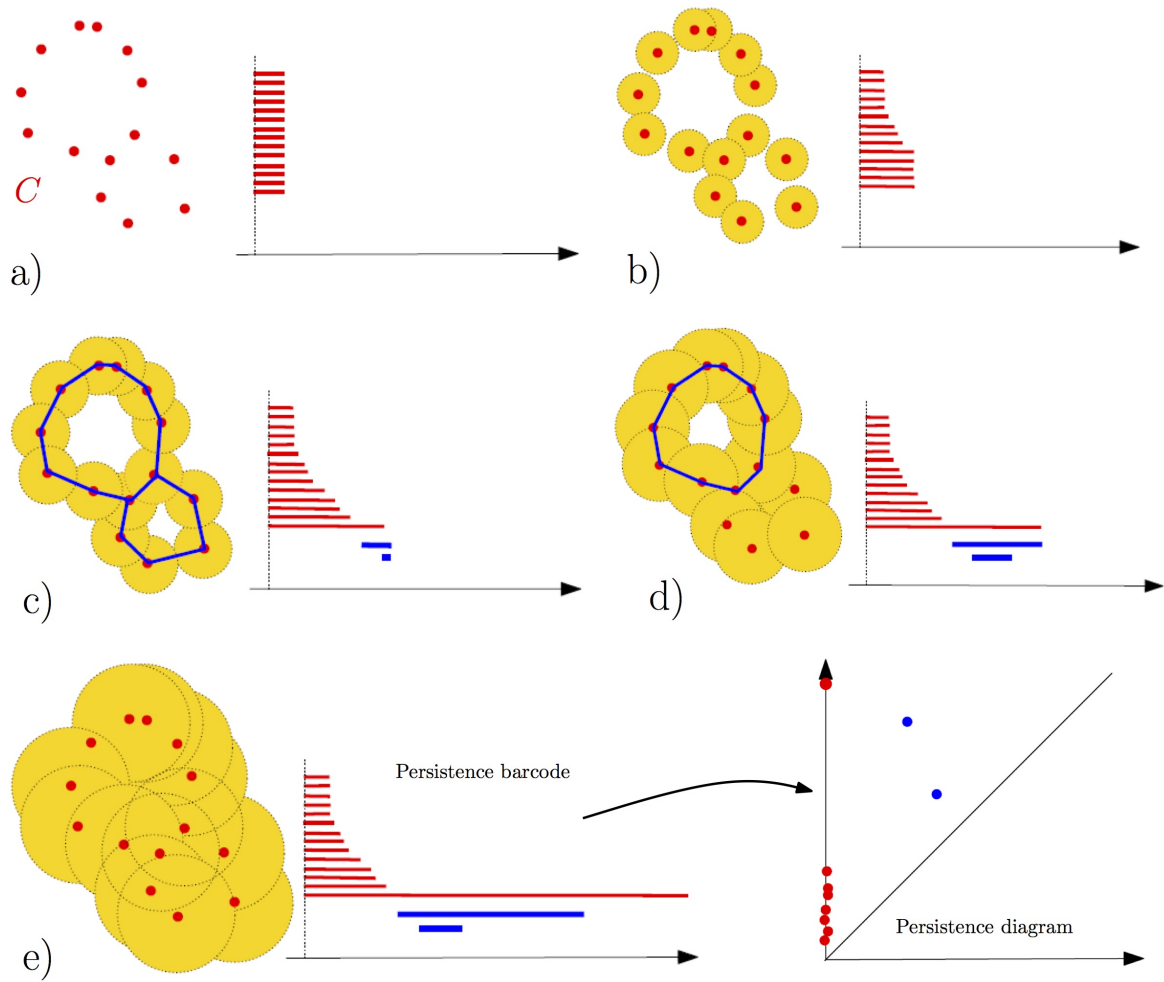 C
a)
b)
c)
d)
Persistence barcode
Persistence diagram
e)